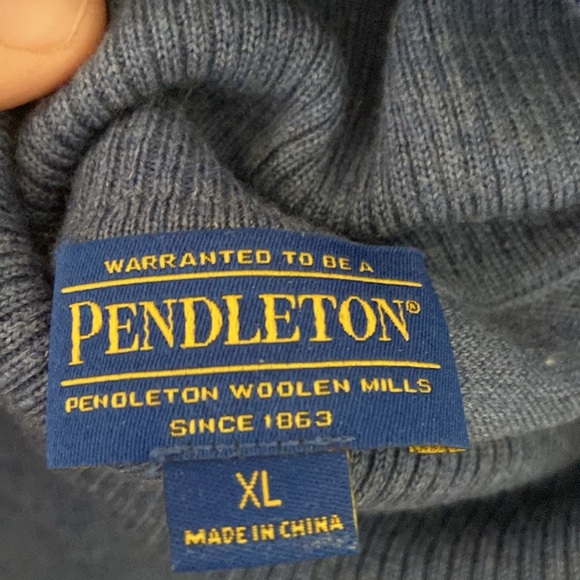 WARRANTED TO BE A
PENDLETON®
PENDLETON WOOLEN MILLS
SINCE 1863
XL
MADE IN CHINA